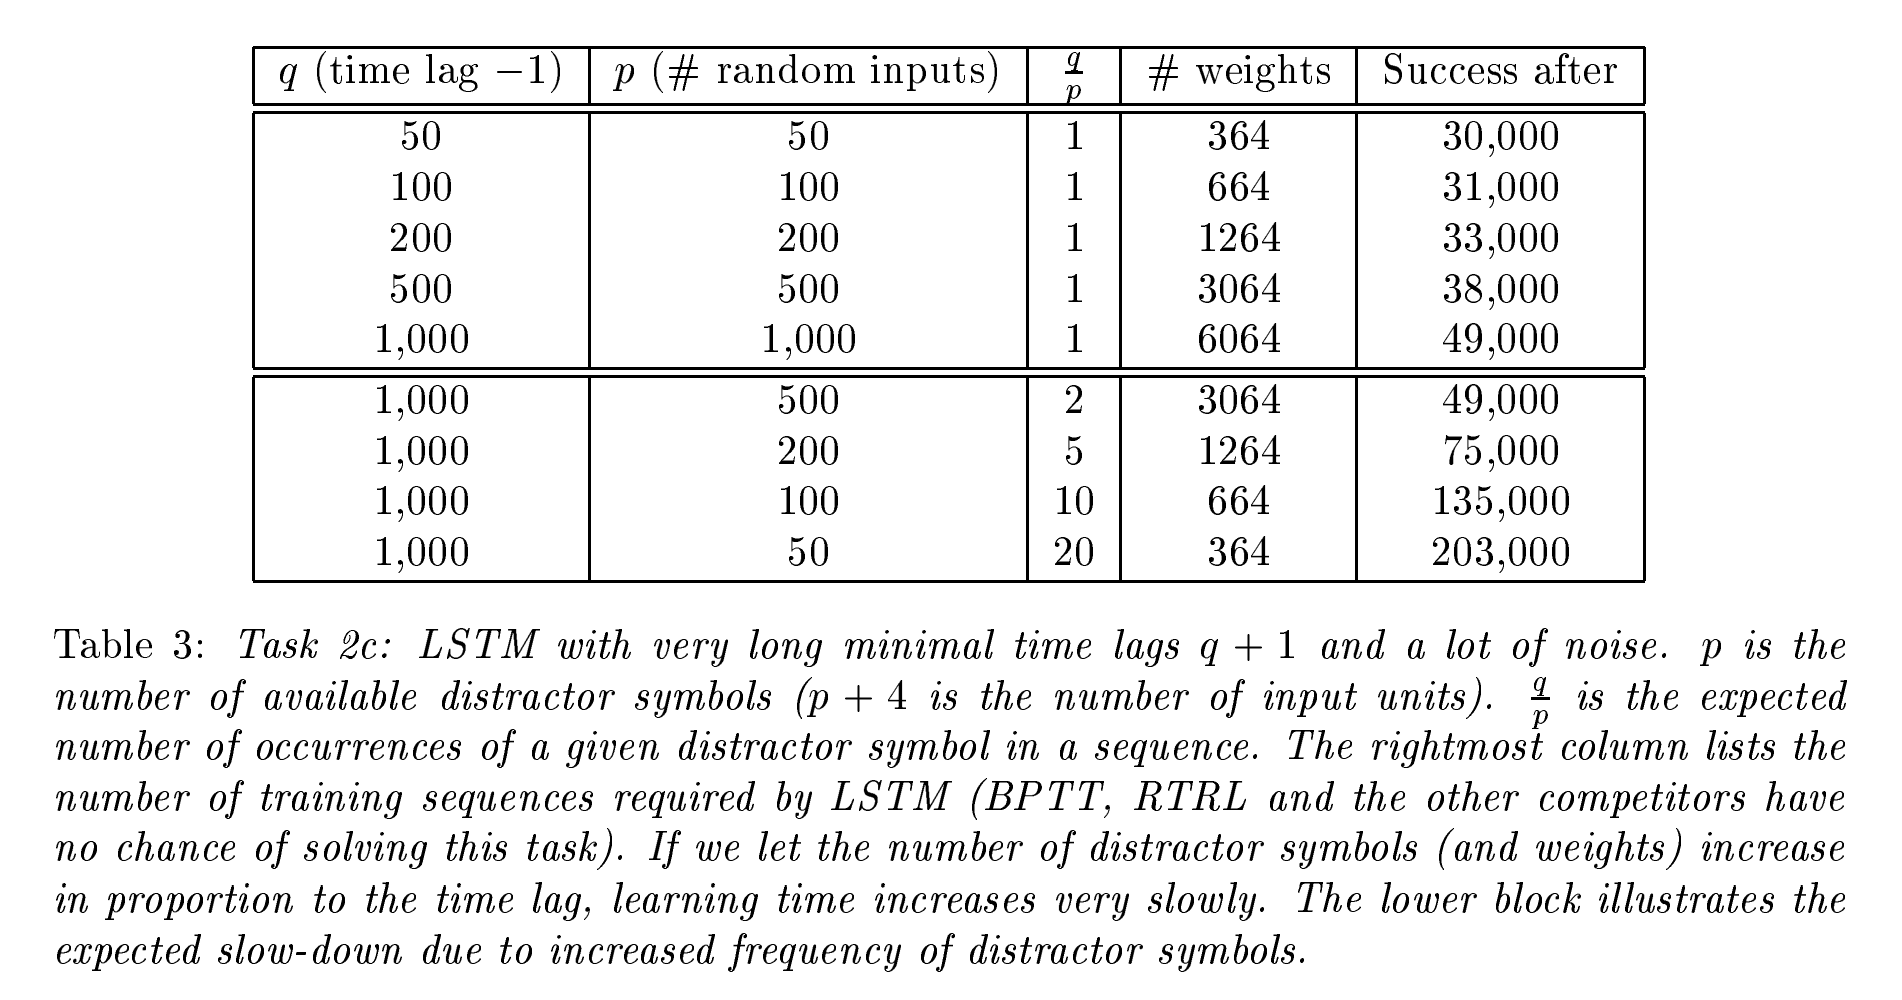 q (time lag −1) p (# random inputs) q/p # weights Success after
50 50 1 364 30,000
100 100 1 664 31,000
200 200 1 1264 33,000
500 500 1 3064 38,000
1,000 1,000 1 6064 49,000
1,000 500 2 3064 49,000
1,000 200 5 1264 75,000
1,000 100 10 664 135,000
1,000 50 20 364 203,000
Table 3: Task 2c: LSTM with very long minimal time lags q + 1 and a lot of noise. p is the
number of available distractor symbols (p + 4 is the number of input units). q/p is the expected
number of occurrences of a given distractor symbol in a sequence. The rightmost column lists the
number of training sequences required by LSTM (BPTT, RTRL and the other competitors have
no chance of solving this task). If we let the number of distractor symbols (and weights) increase
in proportion to the time lag, learning time increases very slowly. The lower block illustrates the
expected slow-down due to increased frequency of distractor symbols.